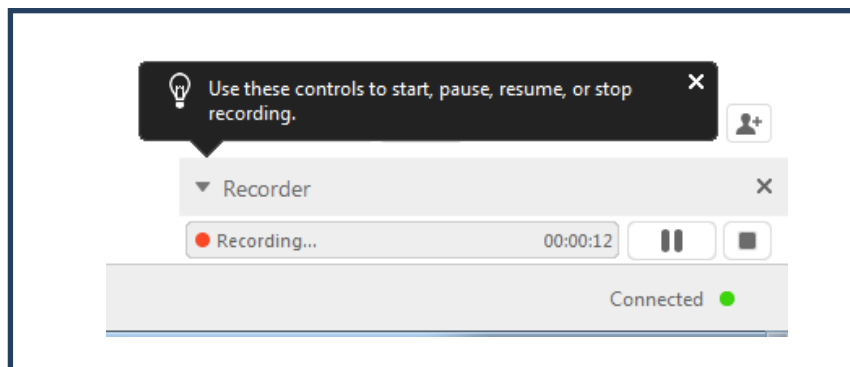 Use these controls to start, pause, resume, or stop
recording.
Recorder
Recording... 00:00:12
Connected